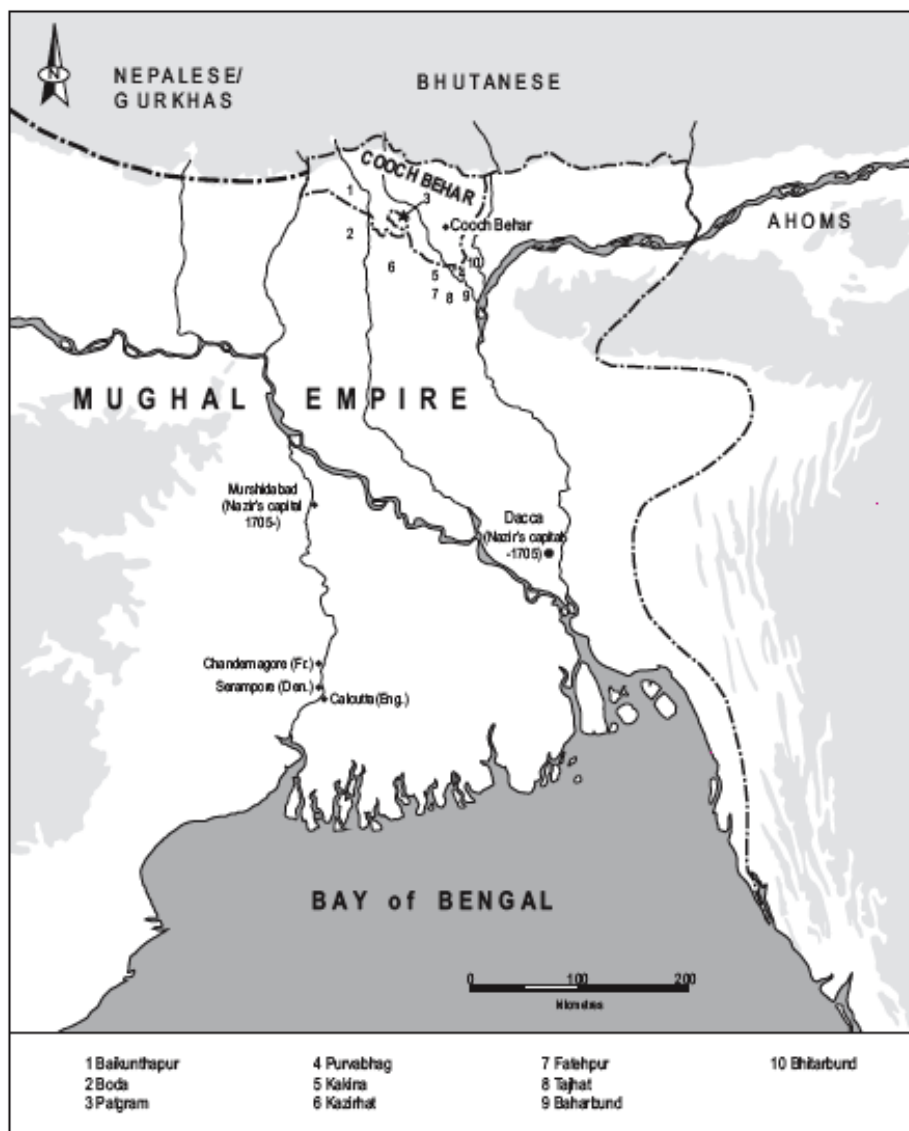 N
NEPALESE/
GURKHAS
BHUTANESE
COOCH BEHAR
1
3
Cooch Behar
AHOMS
2
6
10
5
7
8
9
MUGHAL EMPIRE
Murshidabad
(Nazir's capital
1705-)
Dacca
(Nazir's capital
-1705)
Chandernagore (Fr.)
Serampore (Den.)
Calcutta (Eng.)
BAY of BENGAL
0 100 200
kilometres
1 Baikunthapur
2 Boda
3 Patgram
4 Purvabhag
5 Kakina
6 Kazirhat
7 Fatehpur
8 Tajhat
9 Baharbund
10 Bhitarbund